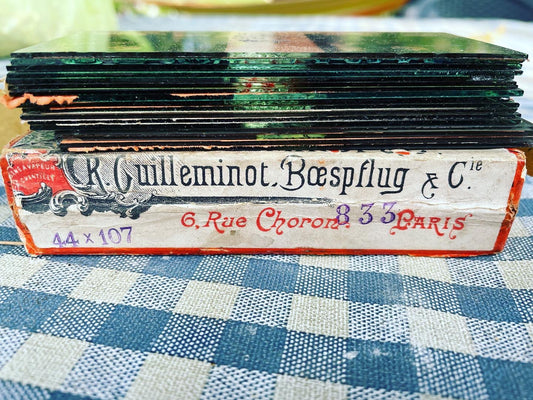 R. Guilleminot, Bœspflug & Cie
6, Rue Choron. 833 Paris
44 x 107